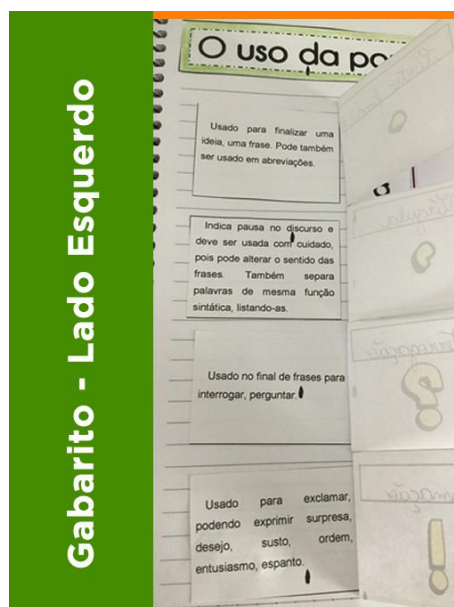 Gabarito - Lado Esquerdo
O uso da po
Usado para finalizar uma
ideia, uma frase. Pode também
ser usado em abreviações.
Indica pausa no discurso e
deve ser usada com cuidado,
pois pode alterar o sentido das
frases. Também separa
palavras de mesma função
sintática, listando-as.
Usado no final de frases para
interrogar, perguntar.
Usado para exclamar,
podendo exprimir surpresa,
desejo, susto, ordem,
entusiasmo, espanto.